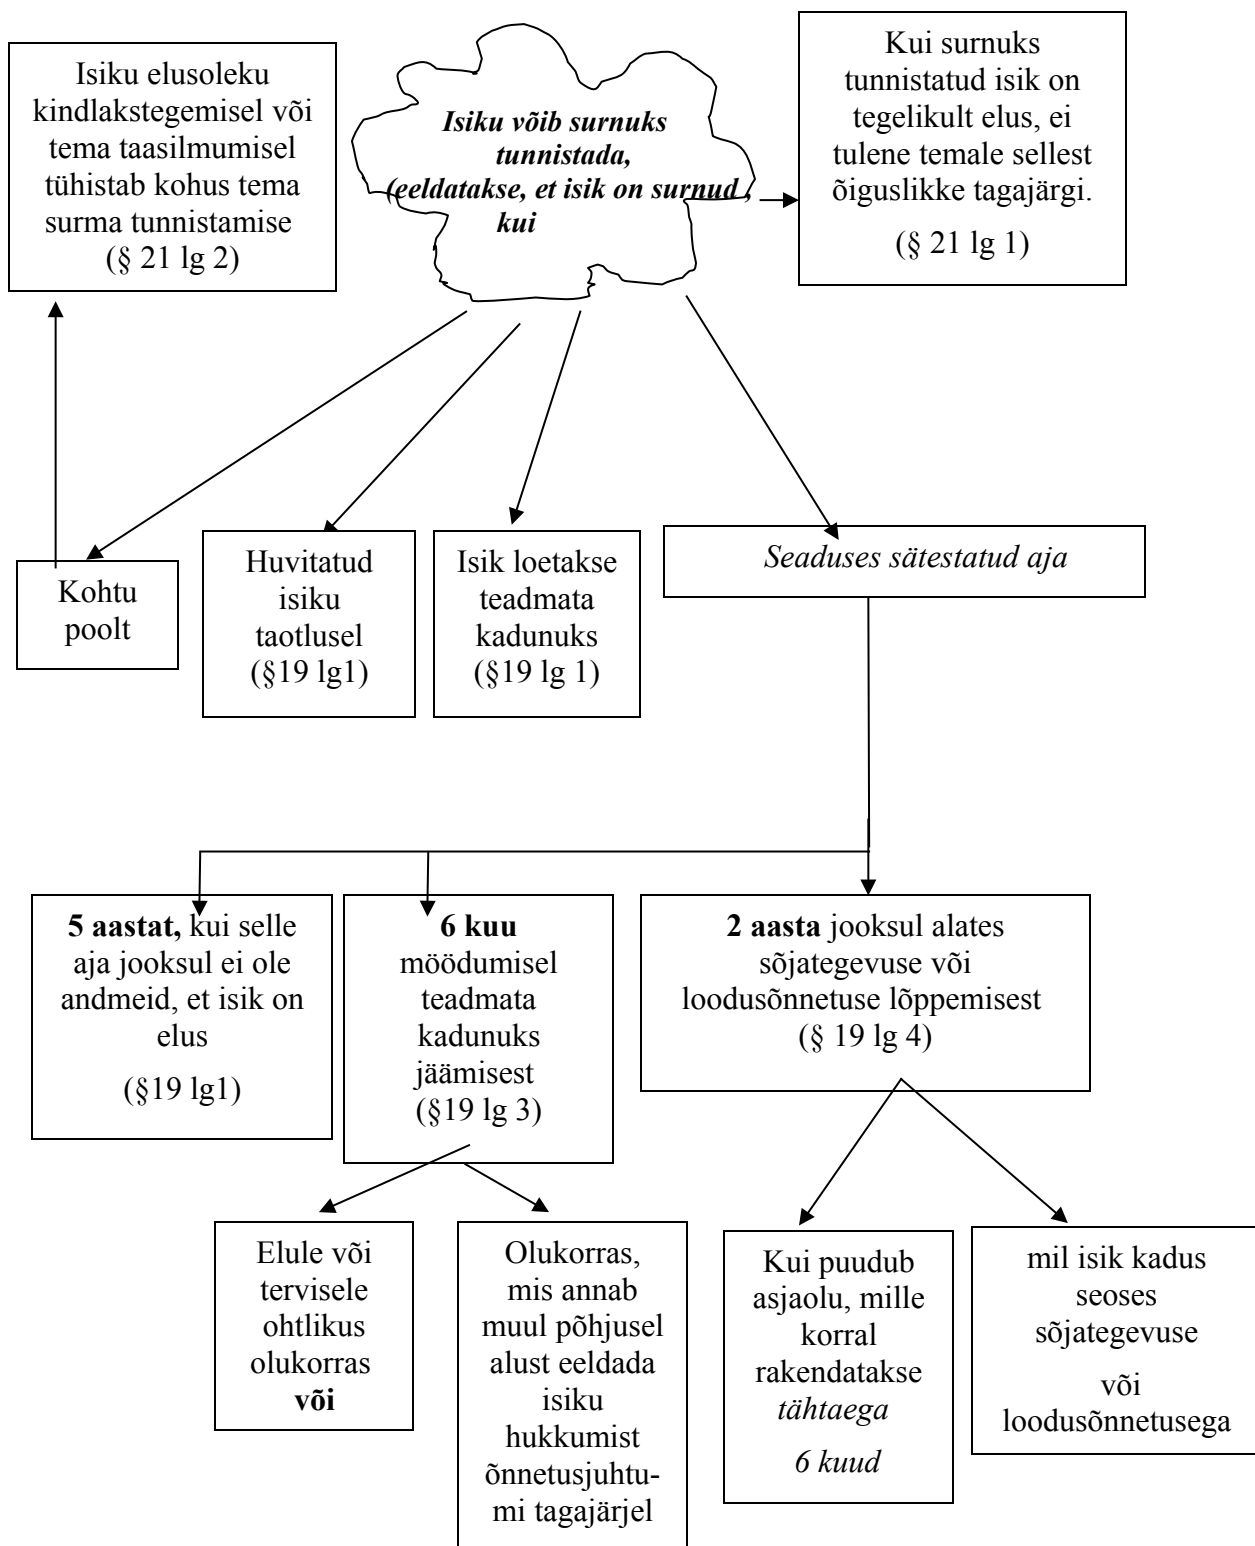 Isiku elusoleku
kindlakstegemisel või
tema taasilmumisel
tühistab kohus tema
surma tunnistamise
(§ 21 lg 2)
Isiku võib surnuks
tunnistada,
(eeldatakse, et isik on surnud ,
kui
Kui surnuks
tunnistatud isik on
tegelikult elus, ei
tulene temale sellest
õiguslikke tagajärgi.
(§ 21 lg 1)
Kohtu
poolt
Huvitatud
isiku
taotlusel
(§19 lg1)
Isik loetakse
teadmata
kadunuks
(§19 lg 1)
Seaduses sätestatud aja
5 aastat, kui selle
aja jooksul ei ole
andmeid, et isik on
elus
(§19 lg1)
6 kuu
möödumisel
teadmata
kadunuks
jäämisest
(§19 lg 3)
2 aasta jooksul alates
sõjategevuse või
loodusõnnetuse lõppemisest
(§ 19 lg 4)
Elule või
tervisele
ohtlikus
olukorras
või
Olukorras,
mis annab
muul põhjusel
alust eeldada
isiku
hukkumist
õnnetusjuhtu-
mi tagajärjel
Kui puudub
asjaolu, mille
korral
rakendatakse
tähtaega
6 kuud
mil isik kadus
seoses
sõjategevuse
või
loodusõnnetusega